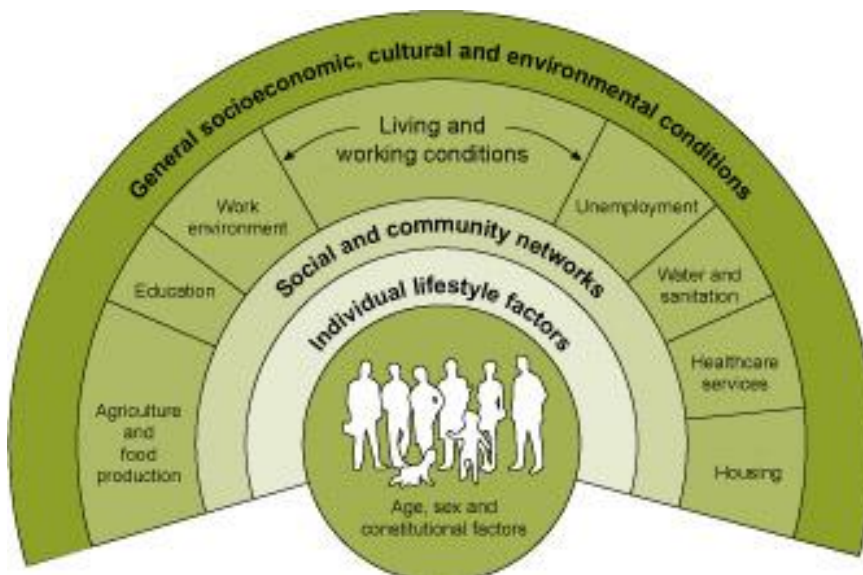 General socioeconomic, cultural and environmental conditions
Living and
working conditions
Work
environment
Unemployment
Education
Water and
sanitation
Social and community networks
Individual lifestyle factors
Healthcare
services
Agriculture
and
food
production
Housing
Age, sex and
constitutional factors